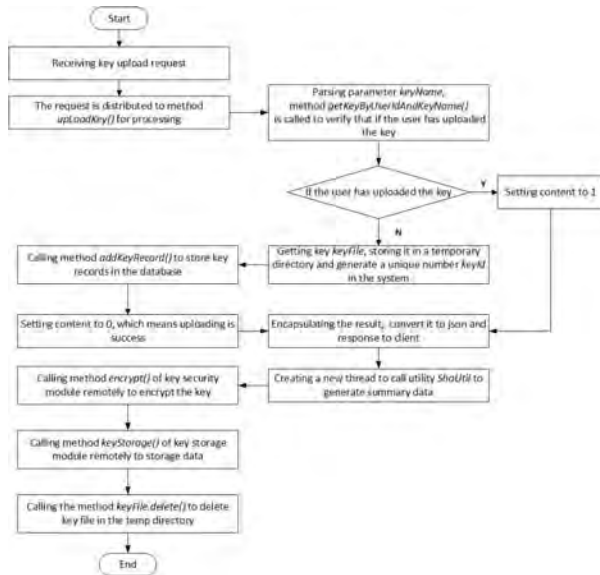 Start
Receiving key upload request
The request is distributed to method
upLoadKey() for processing
Parsing parameter keyName,
method getKeyByUserIdAndKeyName()
is called to verify that if the user has uploaded
the key
If the user has uploaded the key
Y
Setting content to 1
N
Getting key keyFile, storing it in a temporary
directory and generate a unique number keyId
in the system
Calling method addKeyRecord() to store key
records in the database
Setting content to 0, which means uploading is
success
Encapsulating the result, convert it to json and
response to client
Creating a new thread to call utility ShaUtil to
generate summary data
Calling method encrypt() of key security
module remotely to encrypt the key
Calling method keyStorage() of key storage
module remotely to storage data
Calling the method keyFile.delete() to delete
key file in the temp directory
End